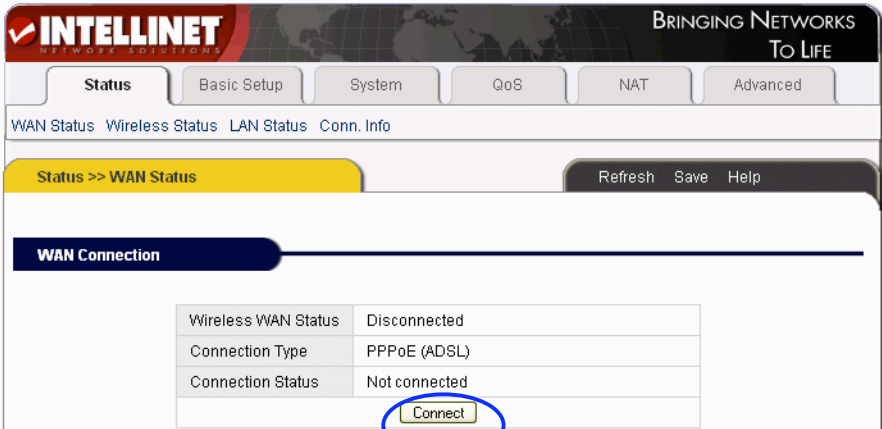 INTELLINET
NETWORK SOLUTIONS
BRINGING NETWORKS
TO LIFE
Status Basic Setup System QoS NAT Advanced
WAN Status Wireless Status LAN Status Conn. Info
Status >> WAN Status Refresh Save Help
WAN Connection
Wireless WAN Status Disconnected
Connection Type PPPoE (ADSL)
Connection Status Not connected
Connect